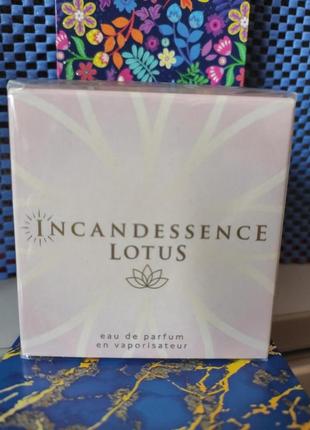 INCANDESSENCE
LOTUS
eau de parfum
en vaporisateur